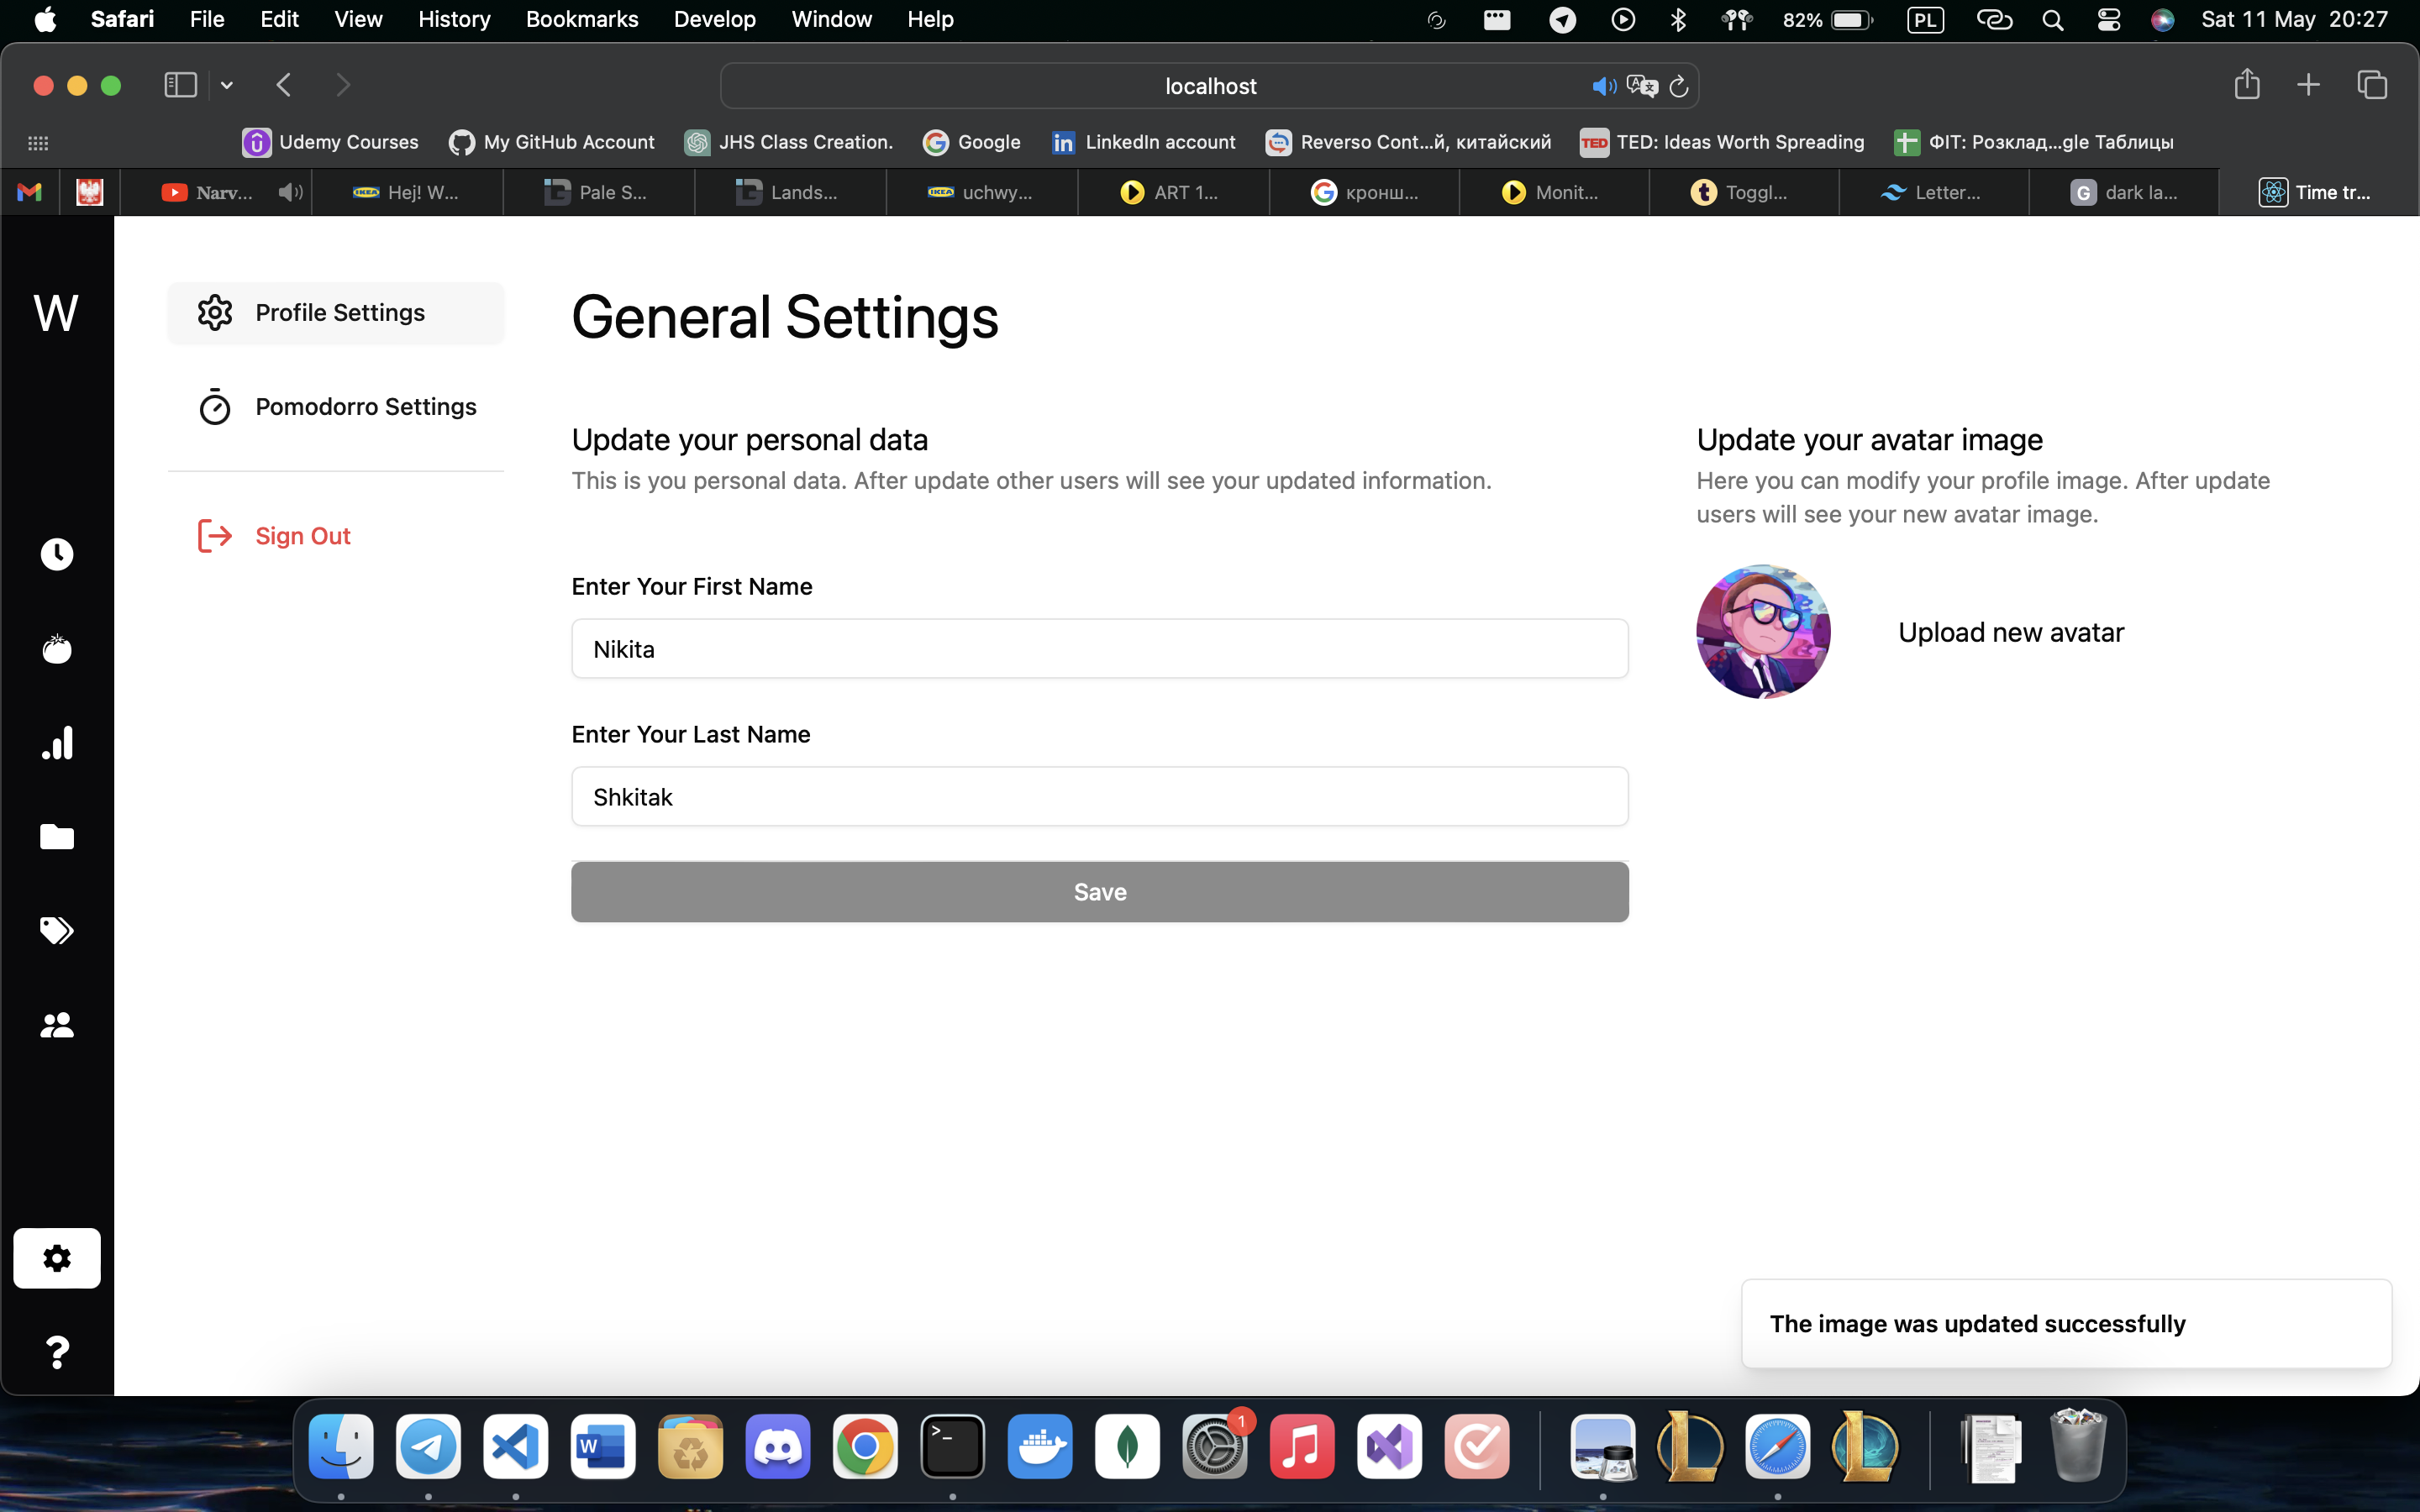 Safari File Edit View History Bookmarks Develop Window Help 82% PL Sat 11 May 20:27
localhost
Udemy Courses My GitHub Account JHS Class Creation. Google LinkedIn account Reverso Cont...й, китайский TED TED: Ideas Worth Spreading ФІТ: Розклад...gle Таблицы
Narv... IKEA Hej! W... Pale S... Lands... IKEA uchwy... ART 1... кронш... Monit... Toggl... Letter... G dark la... Time tr...
W
Profile Settings
Pomodorro Settings
Sign Out
General Settings
Update your personal data
This is you personal data. After update other users will see your updated information.
Enter Your First Name
Nikita
Enter Your Last Name
Shkitak
Save
Update your avatar image
Here you can modify your profile image. After update
users will see your new avatar image.
Upload new avatar
The image was updated successfully
1